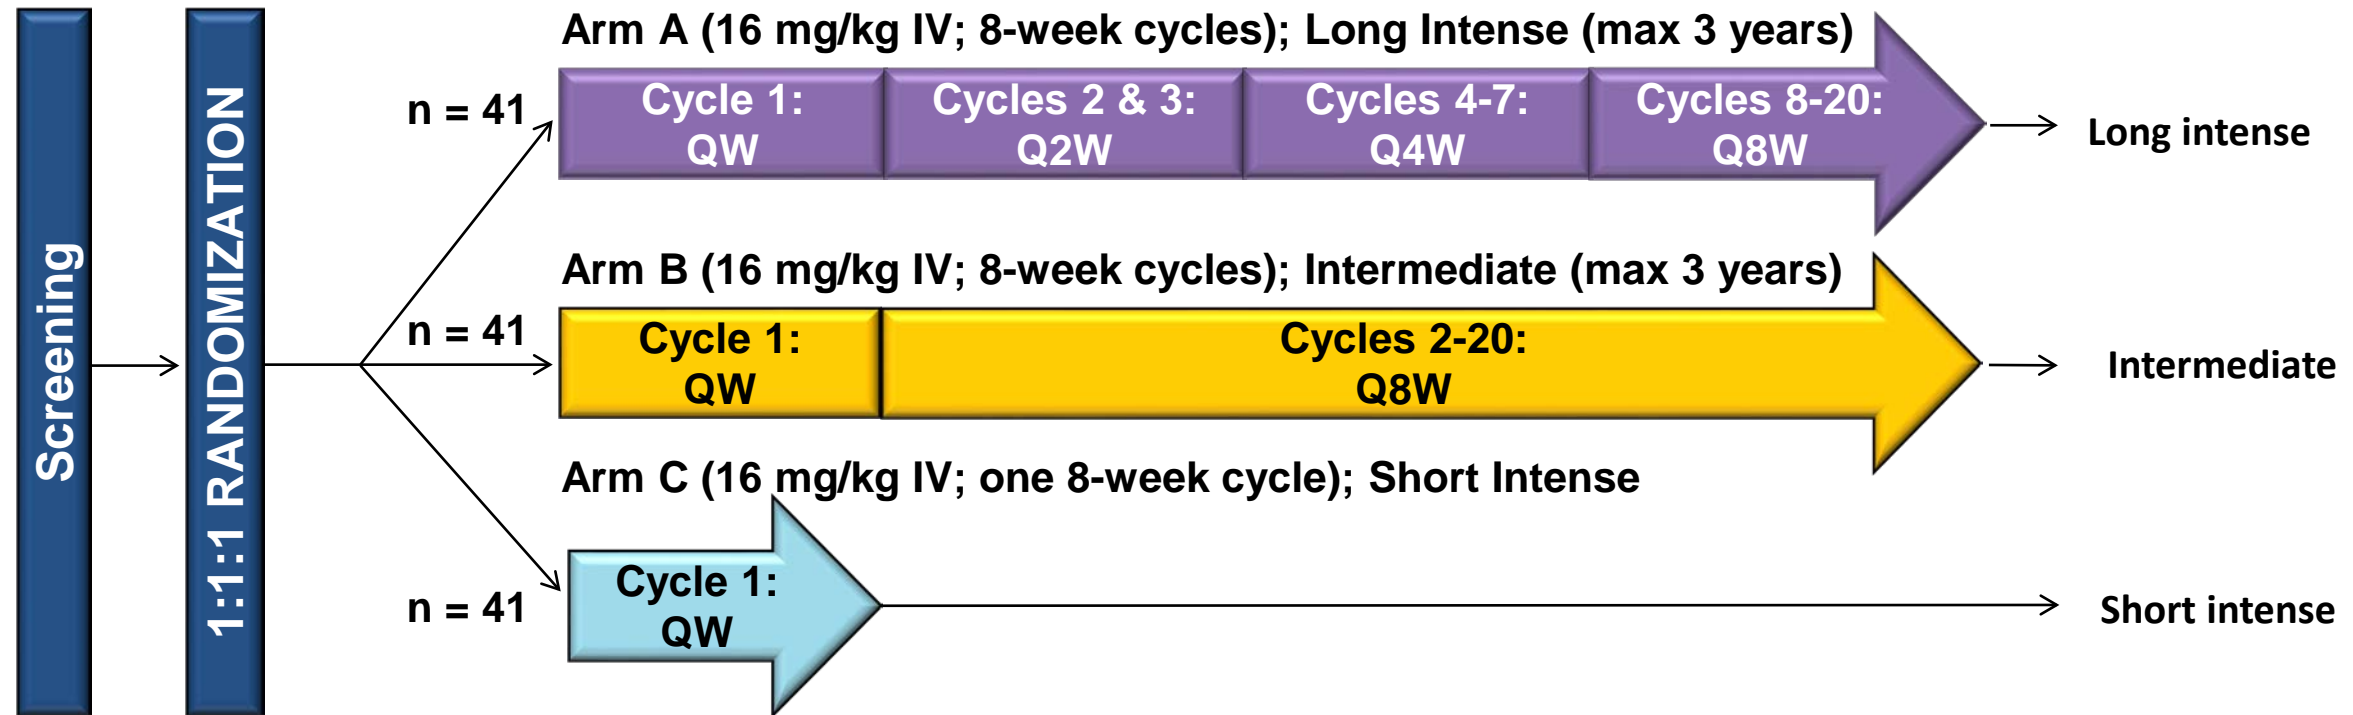 Screening
1:1:1 RANDOMIZATION
Arm A (16 mg/kg IV; 8-week cycles); Long Intense (max 3 years)
n = 41
Cycle 1:
QW
Cycles 2 & 3:
Q2W
Cycles 4-7:
Q4W
Cycles 8-20:
Q8W
Long intense
Arm B (16 mg/kg IV; 8-week cycles); Intermediate (max 3 years)
n = 41
Cycle 1:
QW
Cycles 2-20:
Q8W
Intermediate
Arm C (16 mg/kg IV; one 8-week cycle); Short Intense
n = 41
Cycle 1:
QW
Short intense